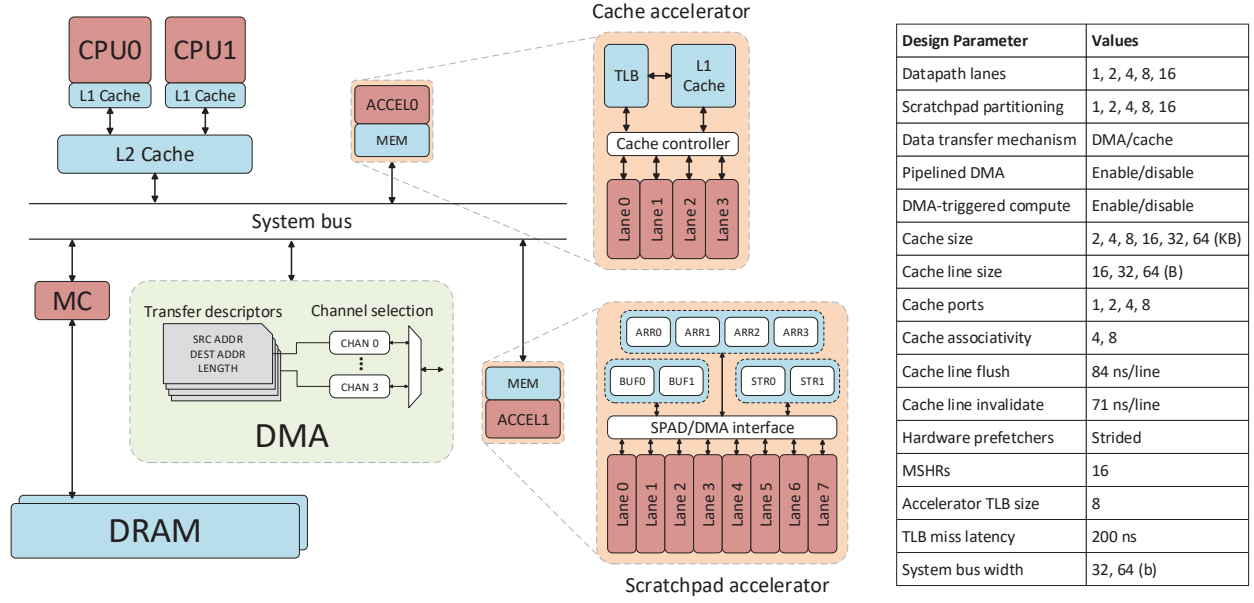 CPU0
CPU1
L1 Cache
L1 Cache
L2 Cache
ACCEL0
MEM
System bus
MC
DRAM
Transfer descriptors
Channel selection
SRC ADDR
DEST ADDR
LENGTH
CHAN 0
CHAN 3
DMA
MEM
ACCEL1
Cache accelerator
TLB
L1
Cache
Cache controller
Lane 0
Lane 1
Lane 2
Lane 3
ARR0
ARR1
ARR2
ARR3
BUF0
BUF1
STR0
STR1
SPAD/DMA interface
Lane 0
Lane 1
Lane 2
Lane 3
Lane 4
Lane 5
Lane 6
Lane 7
Scratchpad accelerator
Design Parameter Values
Datapath lanes 1, 2, 4, 8, 16
Scratchpad partitioning 1, 2, 4, 8, 16
Data transfer mechanism DMA/cache
Pipelined DMA Enable/disable
DMA-triggered compute Enable/disable
Cache size 2, 4, 8, 16, 32, 64 (KB)
Cache line size 16, 32, 64 (B)
Cache ports 1, 2, 4, 8
Cache associativity 4, 8
Cache line flush 84 ns/line
Cache line invalidate 71 ns/line
Hardware prefetchers Strided
MSHRs 16
Accelerator TLB size 8
TLB miss latency 200 ns
System bus width 32, 64 (b)